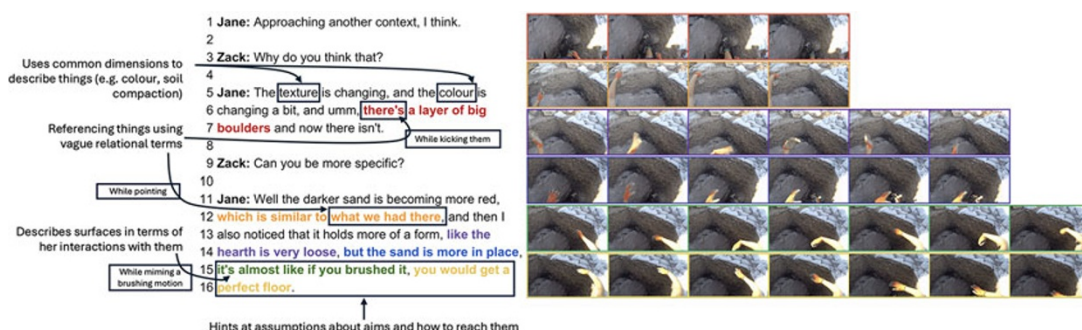 1 Jane: Approaching another context, I think.
2
3 Zack: Why do you think that?
4
5 Jane: The texture is changing, and the colour is
6 changing a bit, and umm, there's a layer of big
7 boulders and now there isn't.
8
9 Zack: Can you be more specific?
10
11 Jane: Well the darker sand is becoming more red,
12 which is similar to what we had there, and then I
13 also noticed that it holds more of a form, like the
14 hearth is very loose, but the sand is more in place,
15 it's almost like if you brushed it, you would get a
16 perfect floor.
Uses common dimensions to
describe things (e.g. colour, soil
compaction)
Referencing things using
vague relational terms
While kicking them
While pointing
Describes surfaces in terms of
her interactions with them
While miming a
brushing motion
Hints at assumptions about aims and how to reach them